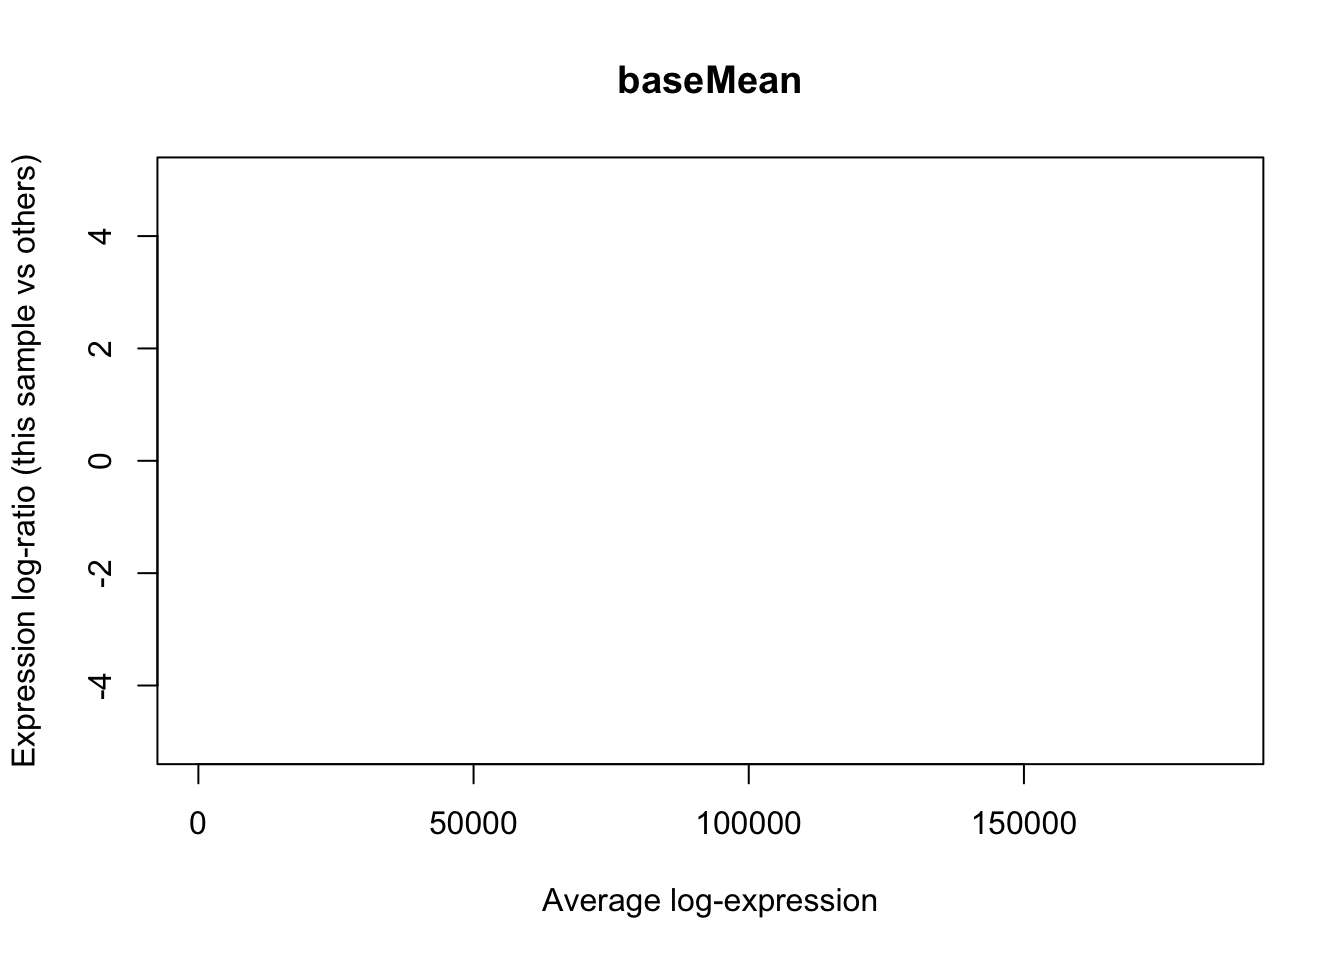 baseMean
Expression log-ratio (this sample vs others)
4
2
0
-2
-4
0 50000 100000 150000
Average log-expression